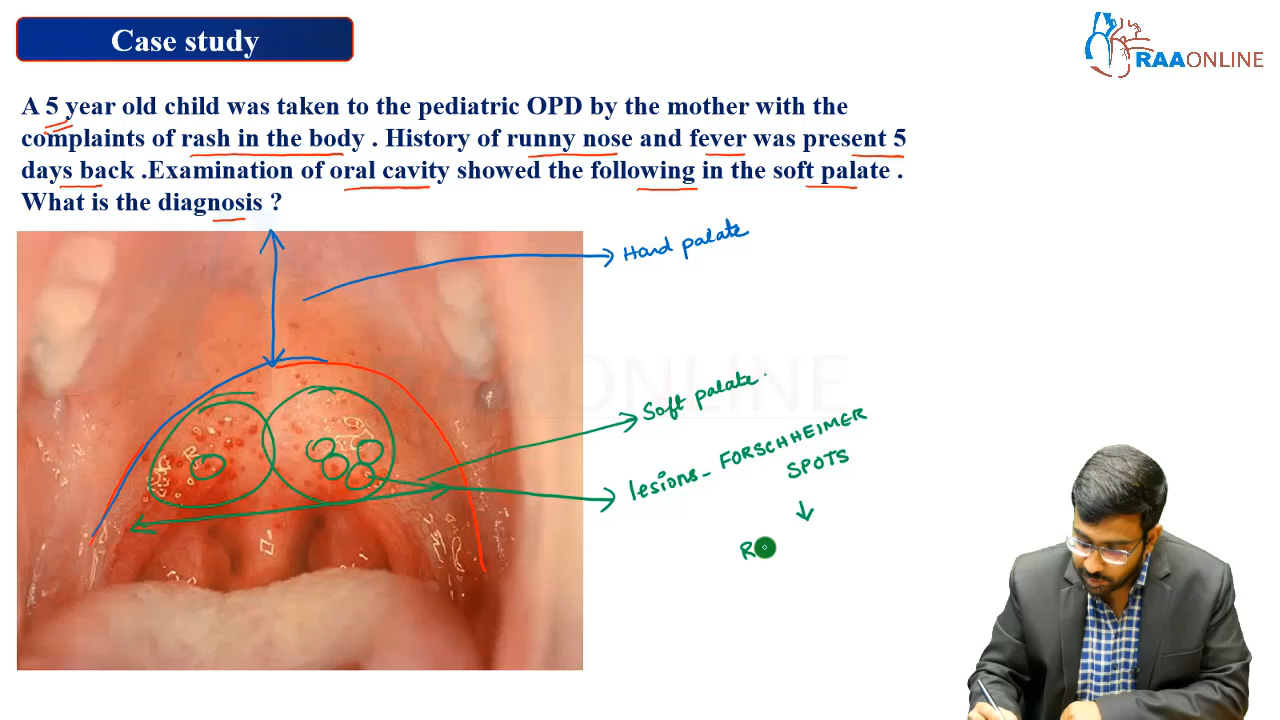 Case study
RAAONLINE
A 5 year old child was taken to the pediatric OPD by the mother with the
complaints of rash in the body . History of runny nose and fever was present 5
days back .Examination of oral cavity showed the following in the soft palate .
What is the diagnosis ?
Hard palate
Soft palate.
lesions - FORSCHHEIMER
SPOTS
R
RAAONLINE